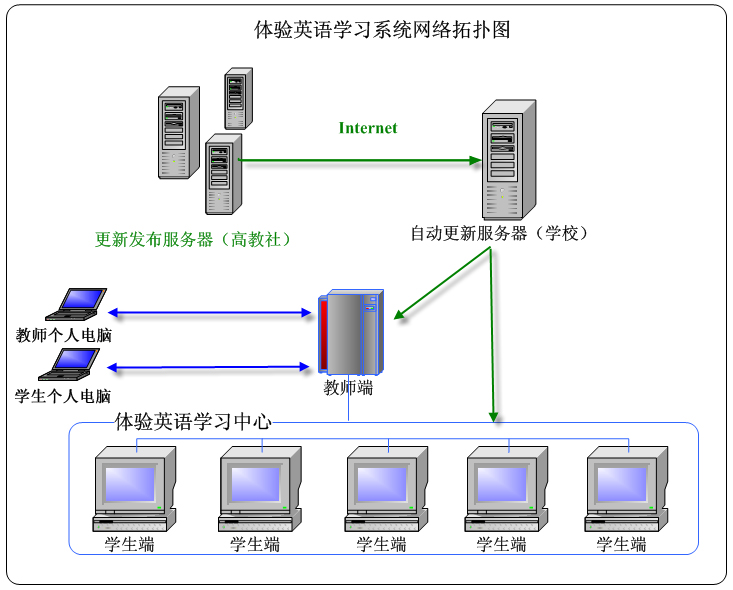 体验英语学习系统网络拓扑图
Internet
更新发布服务器（高教社）
自动更新服务器（学校）
教师个人电脑
学生个人电脑
教师端
体验英语学习中心
学生端
学生端
学生端
学生端
学生端